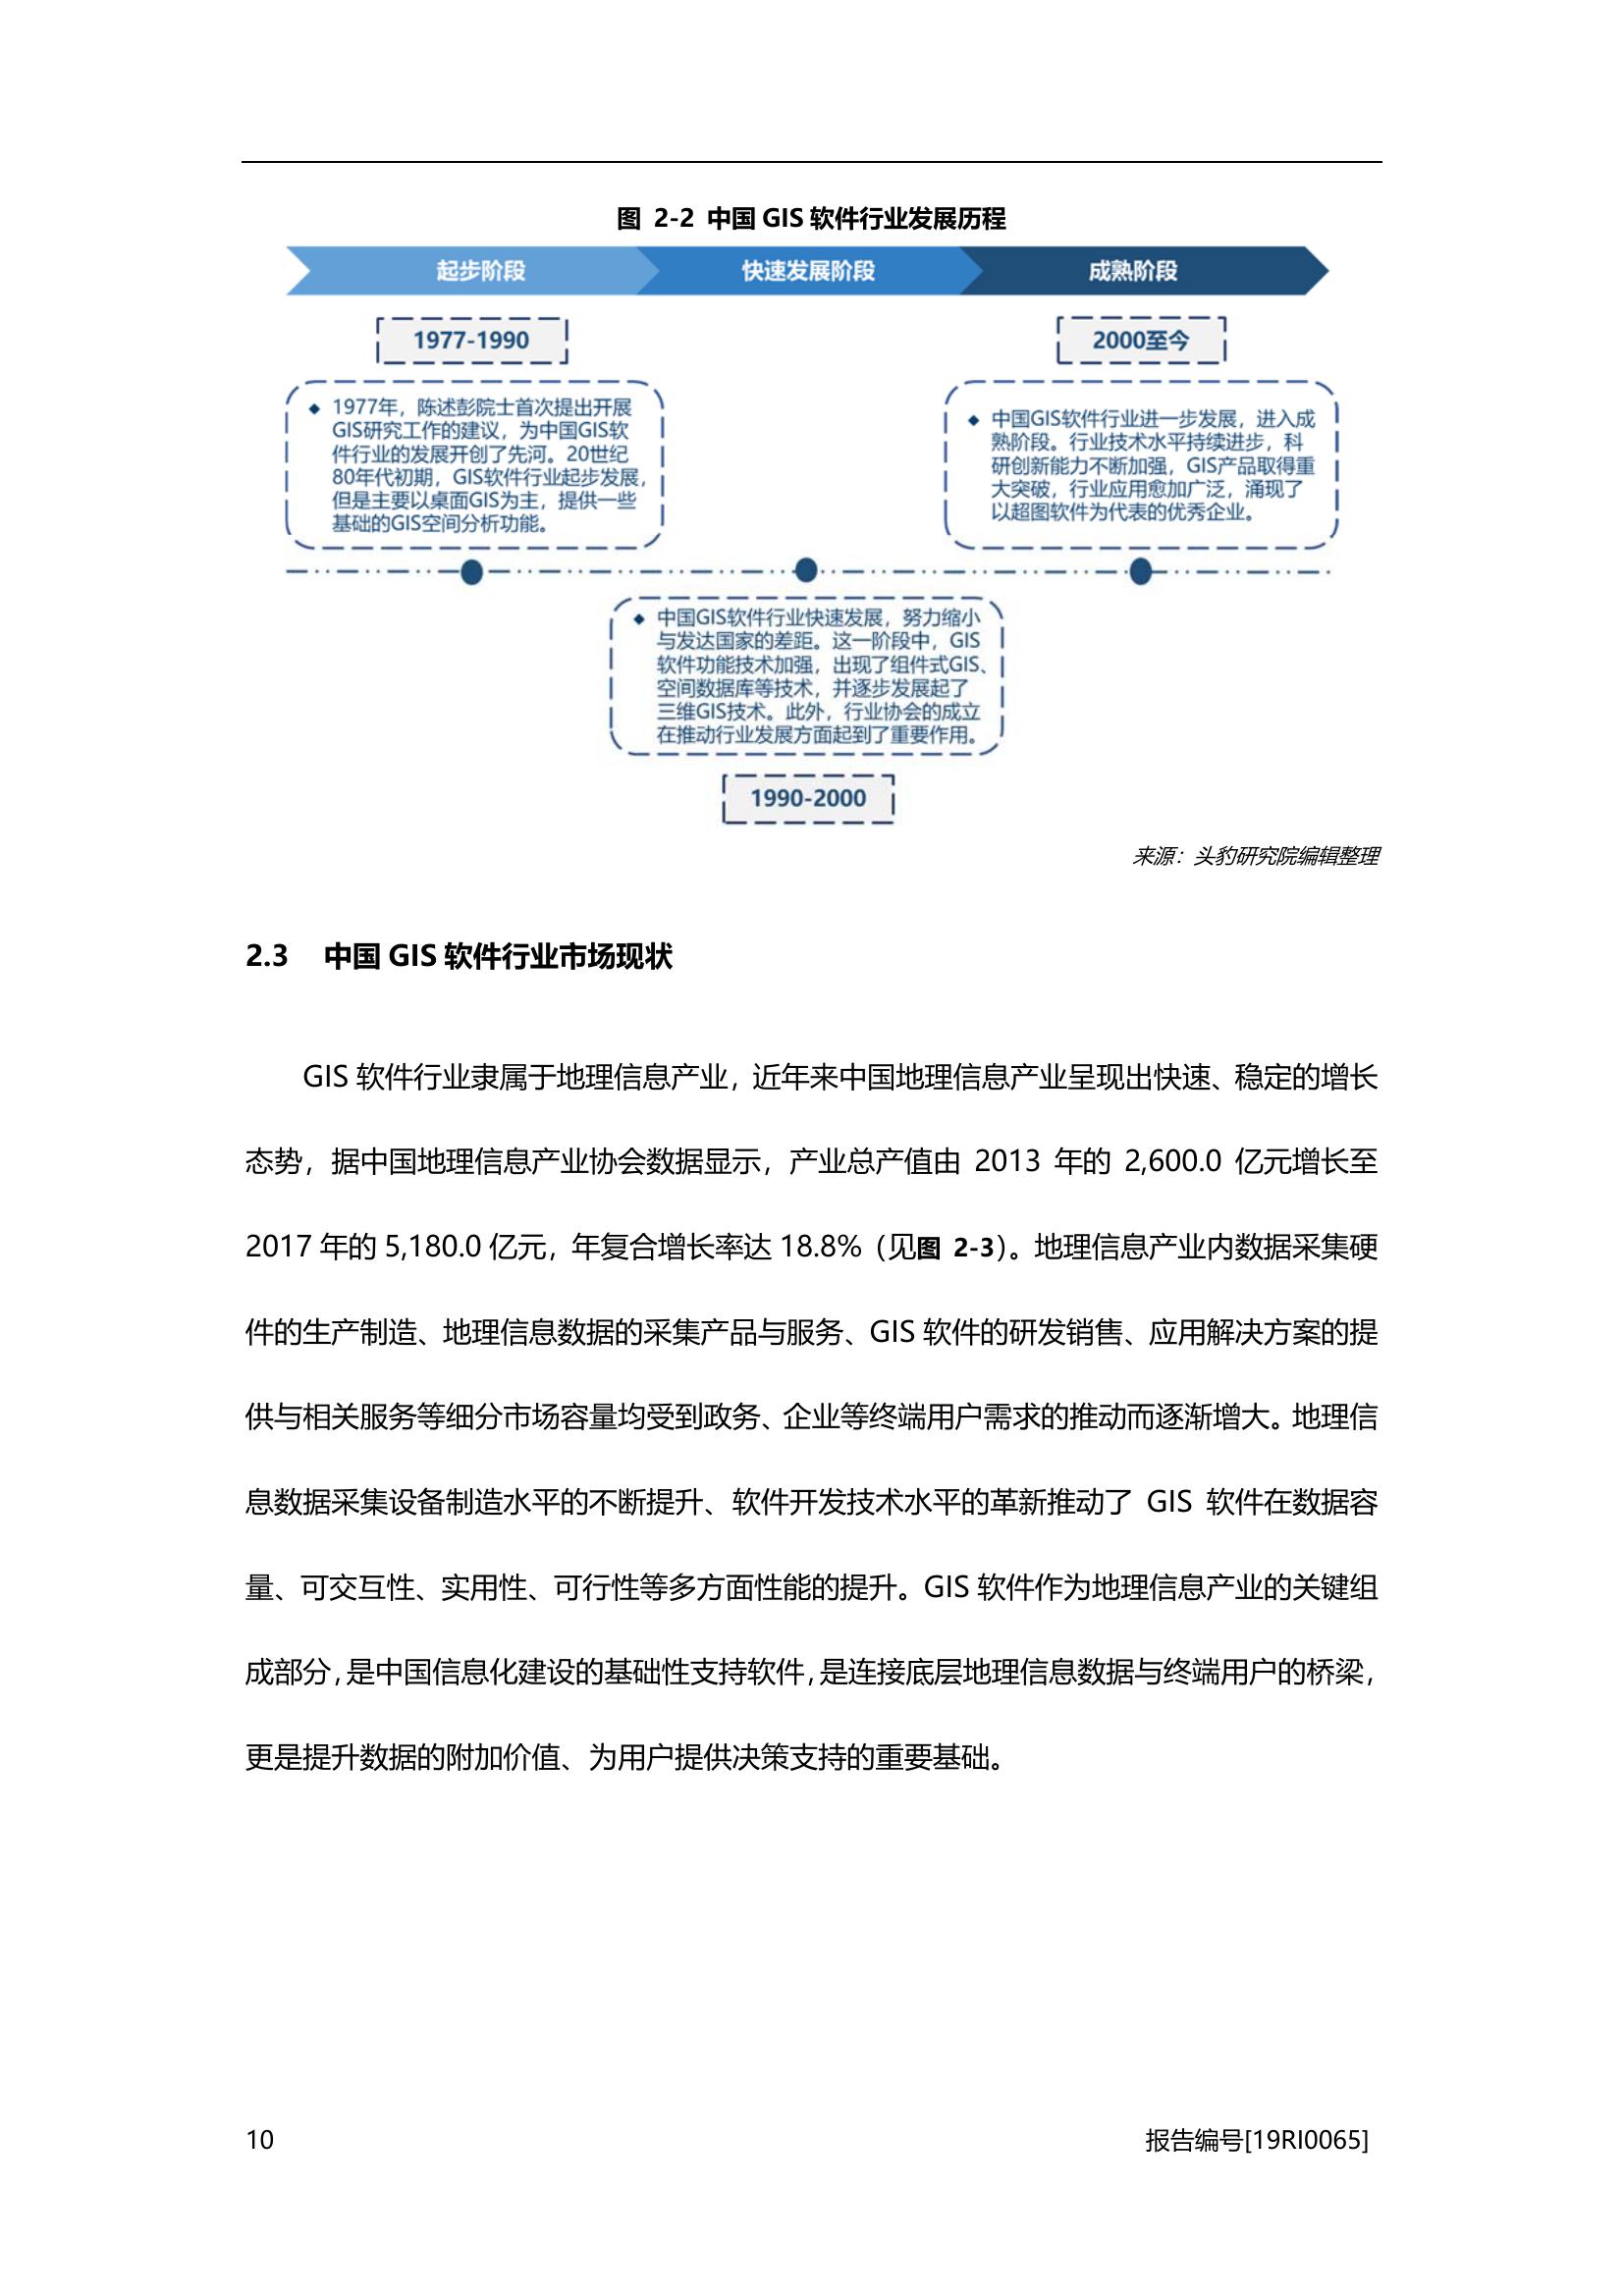 图 2-2 中国 GIS 软件行业发展历程
起步阶段
快速发展阶段
成熟阶段
1977-1990
2000至今
◆ 1977年，陈述彭院士首次提出开展
GIS研究工作的建议，为中国GIS软
件行业的发展开创了先河。20世纪
80年代初期，GIS软件行业起步发展，
但是主要以桌面GIS为主，提供一些
基础的GIS空间分析功能。
◆ 中国GIS软件行业进一步发展，进入成
熟阶段。行业技术水平持续进步，科
研创新能力不断加强，GIS产品取得重
大突破，行业应用愈加广泛，涌现了
以超图软件为代表的优秀企业。
◆ 中国GIS软件行业快速发展，努力缩小
与发达国家的差距。这一阶段中，GIS
软件功能技术加强，出现了组件式GIS、
空间数据库等技术，并逐步发展起了
三维GIS技术。此外，行业协会的成立
在推动行业发展方面起到了重要作用。
1990-2000
来源：头豹研究院编辑整理
2.3 中国 GIS 软件行业市场现状
GIS 软件行业隶属于地理信息产业，近年来中国地理信息产业呈现出快速、稳定的增长
态势，据中国地理信息产业协会数据显示，产业总产值由 2013 年的 2,600.0 亿元增长至
2017 年的 5,180.0 亿元，年复合增长率达 18.8%（见图 2-3）。地理信息产业内数据采集硬
件的生产制造、地理信息数据的采集产品与服务、GIS 软件的研发销售、应用解决方案的提
供与相关服务等细分市场容量均受到政务、企业等终端用户需求的推动而逐渐增大。地理信
息数据采集设备制造水平的不断提升、软件开发技术水平的革新推动了 GIS 软件在数据容
量、可交互性、实用性、可行性等多方面性能的提升。GIS 软件作为地理信息产业的关键组
成部分，是中国信息化建设的基础性支持软件，是连接底层地理信息数据与终端用户的桥梁，
更是提升数据的附加价值、为用户提供决策支持的重要基础。
10
报告编号[19RI0065]